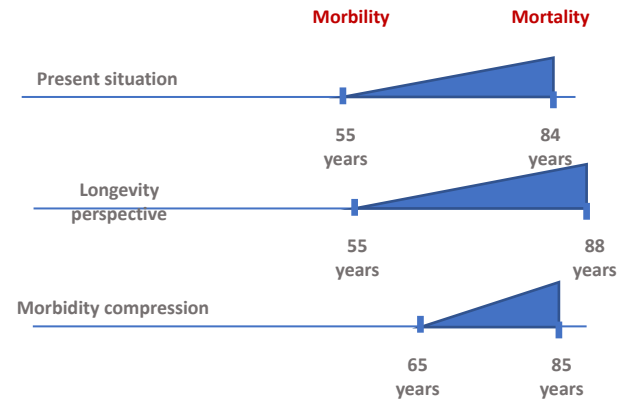 Morbility Mortality
Present situation
55 84
years years
Longevity
perspective
55 88
years years
Morbidity compression
65 85
years years